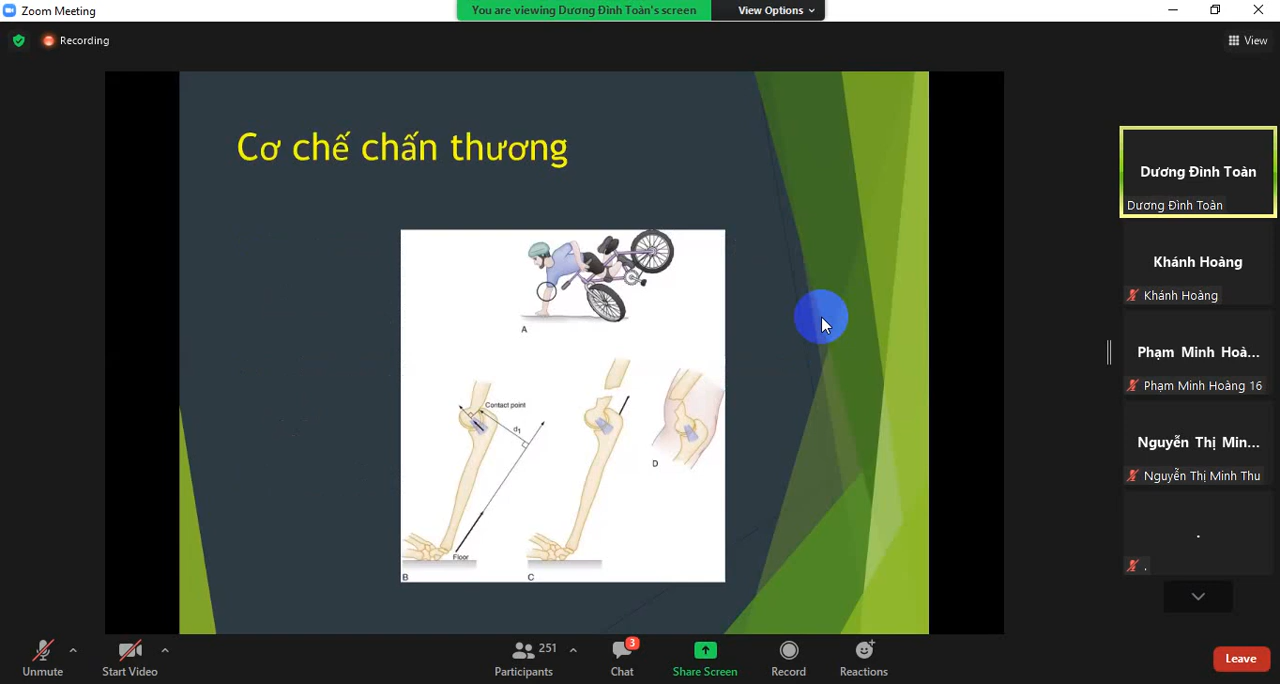 Zoom Meeting
You are viewing Dương Đình Toàn's screen
View Options
Recording
View
Cơ chế chấn thương
A
Contact point
d1
D
Floor
B
C
Dương Đình Toàn
Dương Đình Toàn
Khánh Hoàng
Khánh Hoàng
Phạm Minh Hoà...
Phạm Minh Hoàng 16
Nguyễn Thị Min...
Nguyễn Thị Minh Thu
.
.
Unmute
Start Video
251
Participants
3
Chat
Share Screen
Record
Reactions
Leave